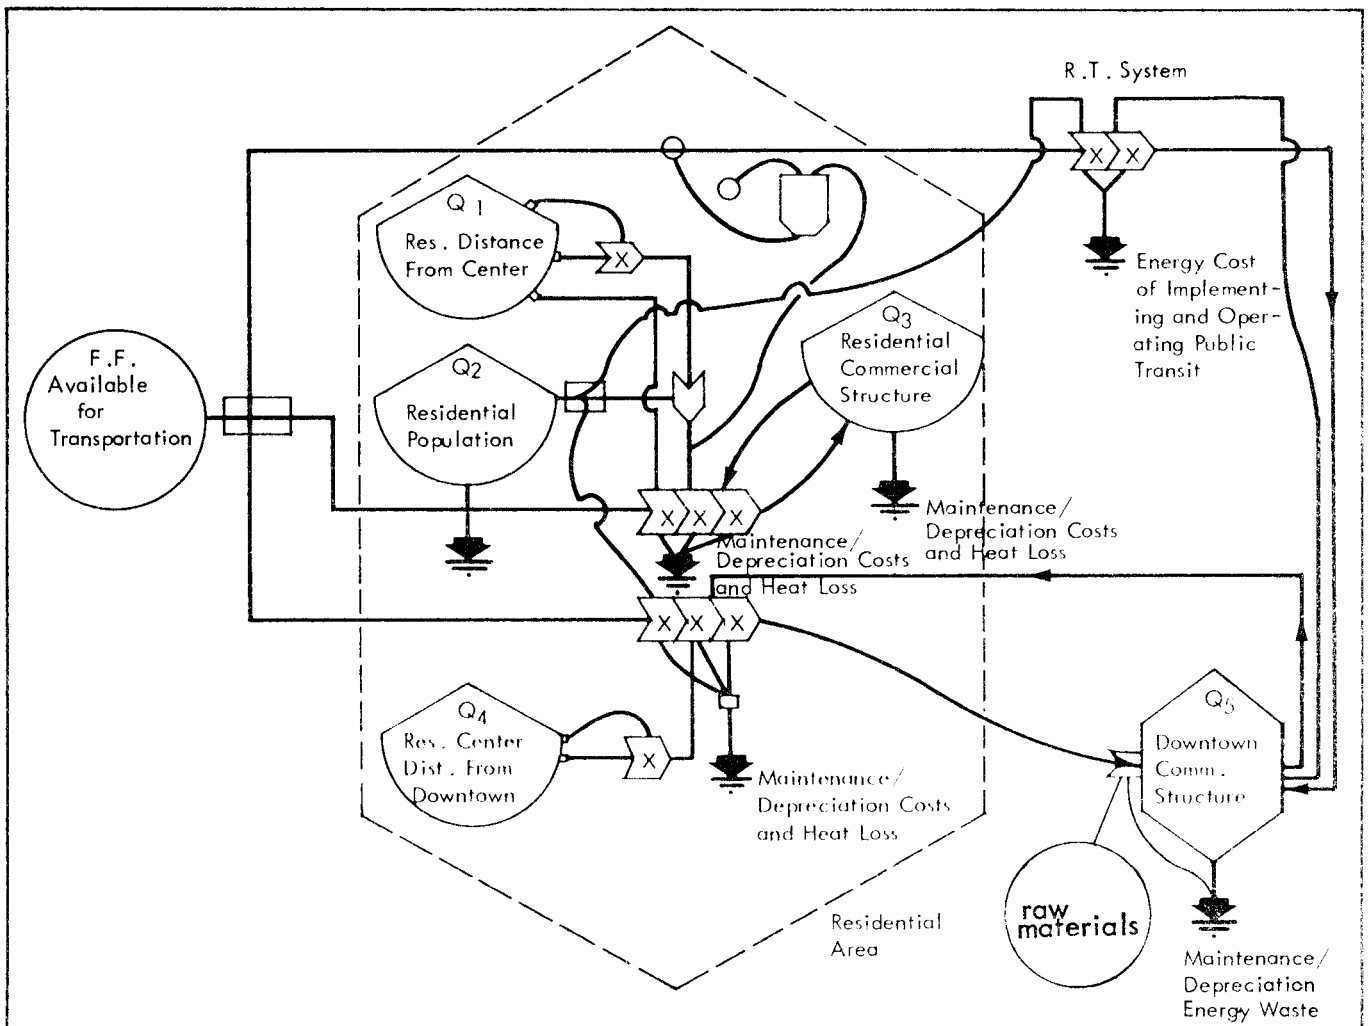 R.T. System
Q1
Res. Distance
From Center
Energy Cost
of Implement-
ing and Oper-
ating Public
Transit
Q3
Residential
Commercial
Structure
F.F.
Available
for
Transportation
Q2
Residential
Population
X
X
X
X
X
X
Maintenance/
Depreciation Costs
and Heat Loss
Maintenance/
Depreciation Costs
and Heat Loss
X
X
X
Q4
Res. Center
Dist. From
Downtown
X
Maintenance/
Depreciation Costs
and Heat Loss
Q5
Downtown
Comm.
Structure
raw
materials
Residential
Area
Maintenance/
Depreciation
Energy Waste